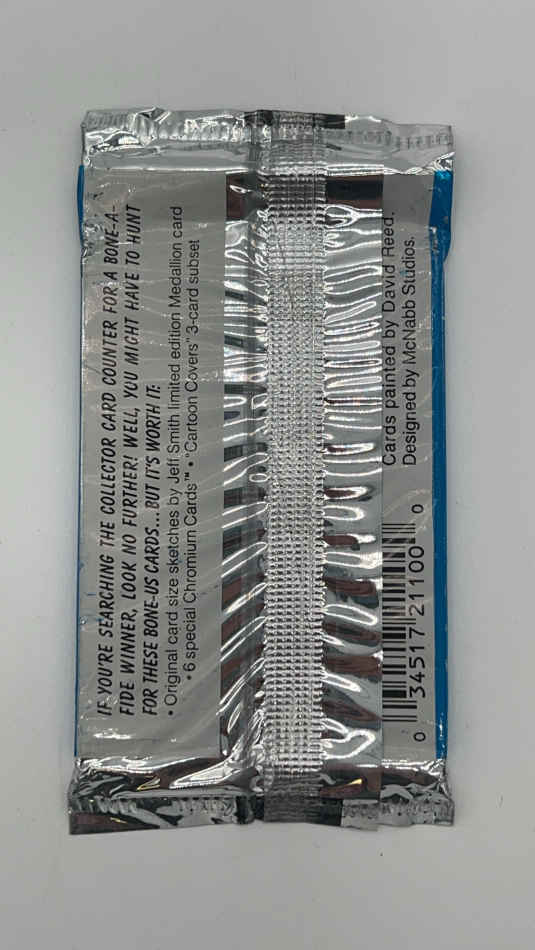 IF YOU'RE SEARCHING THE COLLECTOR CARD COUNTER FOR A BONE-A-
FIDE WINNER, LOOK NO FURTHER! WELL, YOU MIGHT HAVE TO HUNT
FOR THESE BONE-US CARDS...BUT IT'S WORTH IT:
• Original card size sketches by Jeff Smith limited edition Medallion card
• 6 special Chromium Cards™ • "Cartoon Covers" 3-card subset
Cards painted by David Reed.
Designed by McNabb Studios.
0 34517 21100 0